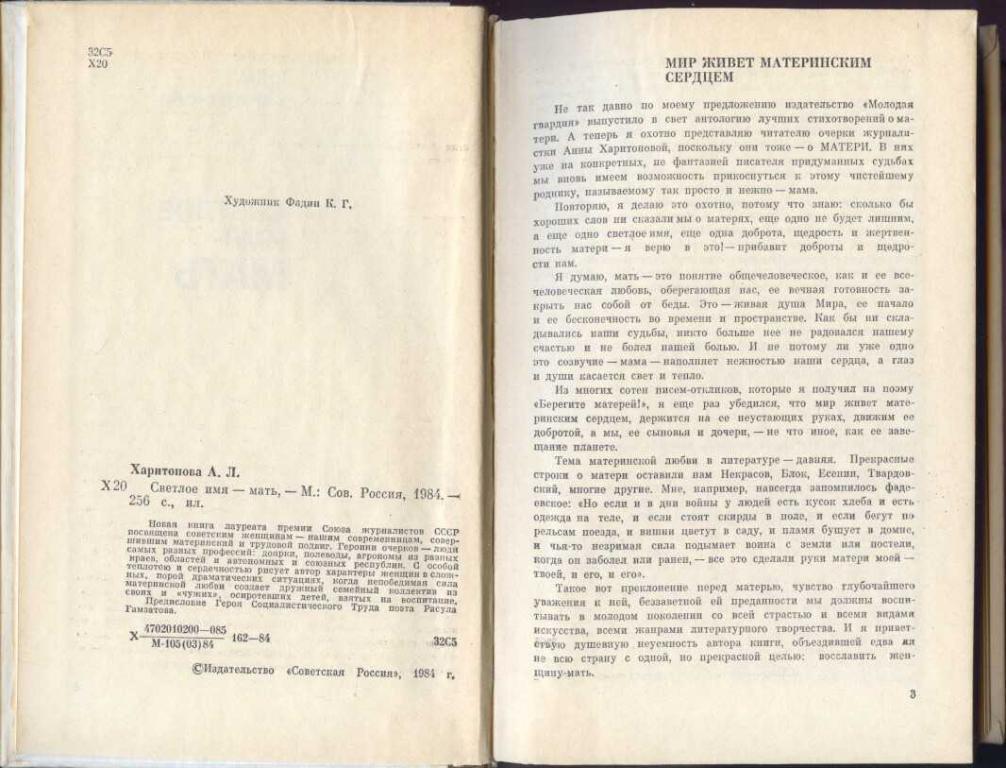 32С5
Х20
Художник Фадин К. Г.
Харитонова А. Л.
Х20 Светлое имя — мать, — М.: Сов. Россия, 1984. —
256 с., ил.
Новая книга лауреата премии Союза журналистов СССР
посвящена советским женщинам — нашим современницам, совер-
шившим материнский и трудовой подвиг. Героини очерков — люди
самых разных профессий: доярки, полеводы, агрономы из разных
краев, областей и автономных и союзных республик. С особой
теплотою и сердечностью рисует автор характеры женщин в слож-
ных, порой драматических ситуациях, когда непобедимая сила
материнской любви создает дружный семейный коллектив из
своих и «чужих», осиротевших детей, взятых на воспитание.
Предисловие Героя Социалистического Труда поэта Расула
Гамзатова.
Х 4702010200—085
М-105(03)84 162—84
32С5
©Издательство «Советская Россия», 1984 г.
МИР ЖИВЕТ МАТЕРИНСКИМ
СЕРДЦЕМ
Не так давно по моему предложению издательство «Молодая
гвардия» выпустило в свет антологию лучших стихотворений о ма-
тери. А теперь я охотно представляю читателю очерки журнали-
стки Анны Харитоновой, поскольку они тоже — о МАТЕРИ. В них
уже на конкретных, не фантазией писателя придуманных судьбах
мы вновь имеем возможность прикоснуться к этому чистейшему
роднику, называемому так просто и нежно — мама.
Повторяю, я делаю это охотно, потому что знаю: сколько бы
хороших слов ни сказали мы о матерях, еще одно не будет лишним,
а еще одно светлое имя, еще одна доброта, щедрость и жертвен-
ность матери — я верю в это! — прибавит доброты и щедро-
сти нам.
Я думаю, мать — это понятие общечеловеческое, как и ее все-
человеческая любовь, оберегающая нас, ее вечная готовность за-
крыть нас собой от беды. Это — живая душа Мира, ее начало
и ее бесконечность во времени и пространстве. Как бы ни скла-
дывались наши судьбы, никто больше нее не радовался нашему
счастью и не болел нашей болью. И не потому ли уже одно
это созвучие — мама — наполняет нежностью наши сердца, а глаз
и души касается свет и тепло.
Из многих сотен писем-откликов, которые я получил на поэму
«Берегите матерей!», я еще раз убедился, что мир живет мате-
ринским сердцем, держится на ее неустающих руках, движим ее
добротой, а мы, ее сыновья и дочери, — не что иное, как ее заве-
щание планете.
Тема материнской любви в литературе — давняя. Прекрасные
строки о матери оставили нам Некрасов, Блок, Есенин, Твардов-
ский, многие другие. Мне, например, навсегда запомнилось фаде-
евское: «Но если и в дни войны у людей есть кусок хлеба и есть
одежда на теле, и если стоят скирды в поле, и если бегут по
рельсам поезда, и вишни цветут в саду, и пламя бушует в домне,
и чья-то незримая сила подымает воина с земли или постели,
когда он заболел или ранен, — все это сделали руки матери моей —
твоей, и его, и его».
Такое вот преклонение перед матерью, чувство глубочайшего
уважения к ней, беззаветной ей преданности мы должны воспи-
тывать в молодом поколении со всей страстью и всеми видами
искусства, всеми жанрами литературного творчества. И я привет-
ствую душевную неуемность автора книги, объездившей едва ли
не всю страну с одной, но прекрасной целью: восславить жен-
щину-мать.
3